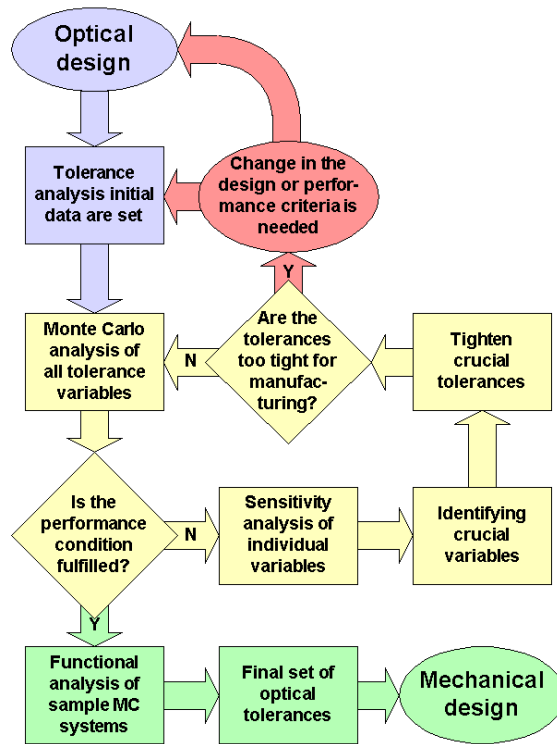 Optical
design
Tolerance
analysis initial
data are set
Change in the
design or perfor-
mance criteria is
needed
Y
Monte Carlo
analysis of
all tolerance
variables
N
Are the
tolerances
too tight for
manufac-
turing?
Tighten
crucial
tolerances
Is the
performance
condition
fulfilled?
N
Sensitivity
analysis of
individual
variables
Identifying
crucial
variables
Y
Functional
analysis of
sample MC
systems
Final set of
optical
tolerances
Mechanical
design